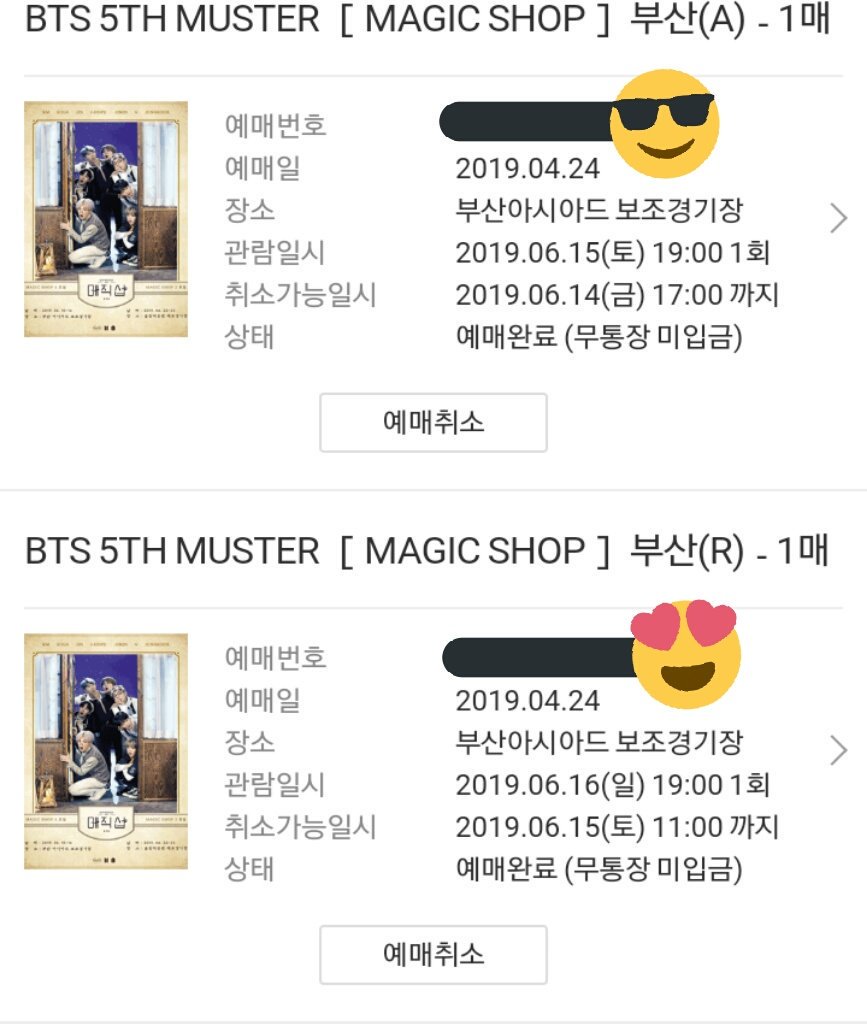 BTS 5TH MUSTER [ MAGIC SHOP ] 부산(A) - 1매
예매번호
예매일 2019.04.24
장소 부산아시아드 보조경기장
관람일시 2019.06.15(토) 19:00 1회
취소가능일시 2019.06.14(금) 17:00 까지
상태 예매완료 (무통장 미입금)
매직샵
예매취소
BTS 5TH MUSTER [ MAGIC SHOP ] 부산(R) - 1매
예매번호
예매일 2019.04.24
장소 부산아시아드 보조경기장
관람일시 2019.06.16(일) 19:00 1회
취소가능일시 2019.06.15(토) 11:00 까지
상태 예매완료 (무통장 미입금)
매직샵
예매취소